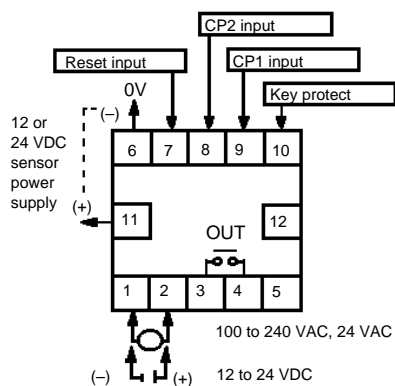 CP2 input
Reset input
CP1 input
0V
Key protect
12 or
24 VDC
sensor
power
supply
(–)
(+)
6 7 8 9 10
11
12
OUT
1 2 3 4 5
100 to 240 VAC, 24 VAC
(–)
(+)
12 to 24 VDC